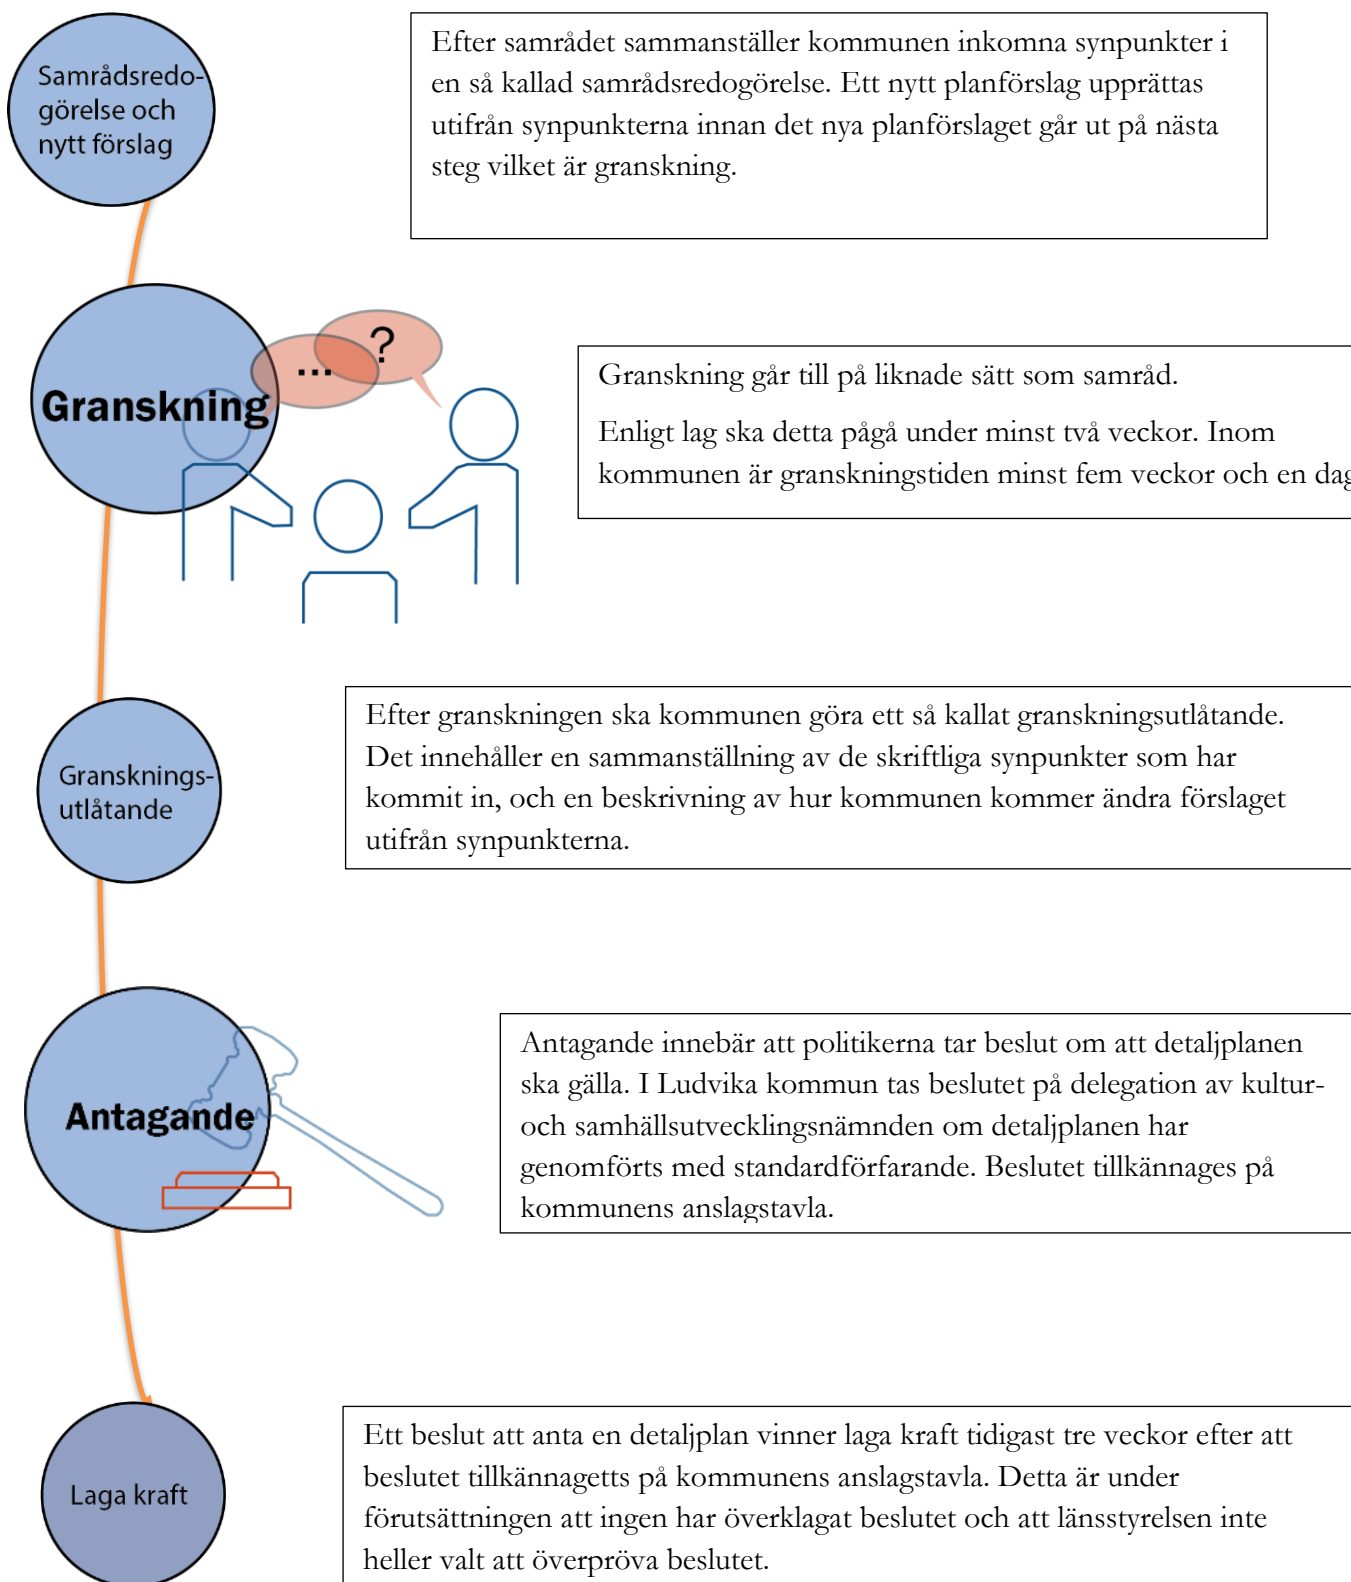 Samrådsredo-
görelse och
nytt förslag
Efter samrådet sammanställer kommunen inkomna synpunkter i
en så kallad samrådsredogörelse. Ett nytt planförslag upprättas
utifrån synpunkterna innan det nya planförslaget går ut på nästa
steg vilket är granskning.
Granskning
...
?
Granskning går till på liknade sätt som samråd.
Enligt lag ska detta pågå under minst två veckor. Inom
kommunen är granskningstiden minst fem veckor och en dag
Gransknings-
utlåtande
Efter granskningen ska kommunen göra ett så kallat granskningsutlåtande.
Det innehåller en sammanställning av de skriftliga synpunkter som har
kommit in, och en beskrivning av hur kommunen kommer ändra förslaget
utifrån synpunkterna.
Antagande
Antagande innebär att politikerna tar beslut om att detaljplanen
ska gälla. I Ludvika kommun tas beslutet på delegation av kultur-
och samhällsutvecklingsnämnden om detaljplanen har
genomförts med standardförfarande. Beslutet tillkännages på
kommunens anslagstavla.
Laga kraft
Ett beslut att anta en detaljplan vinner laga kraft tidigast tre veckor efter att
beslutet tillkännagetts på kommunens anslagstavla. Detta är under
förutsättningen att ingen har överklagat beslutet och att länsstyrelsen inte
heller valt att överpröva beslutet.